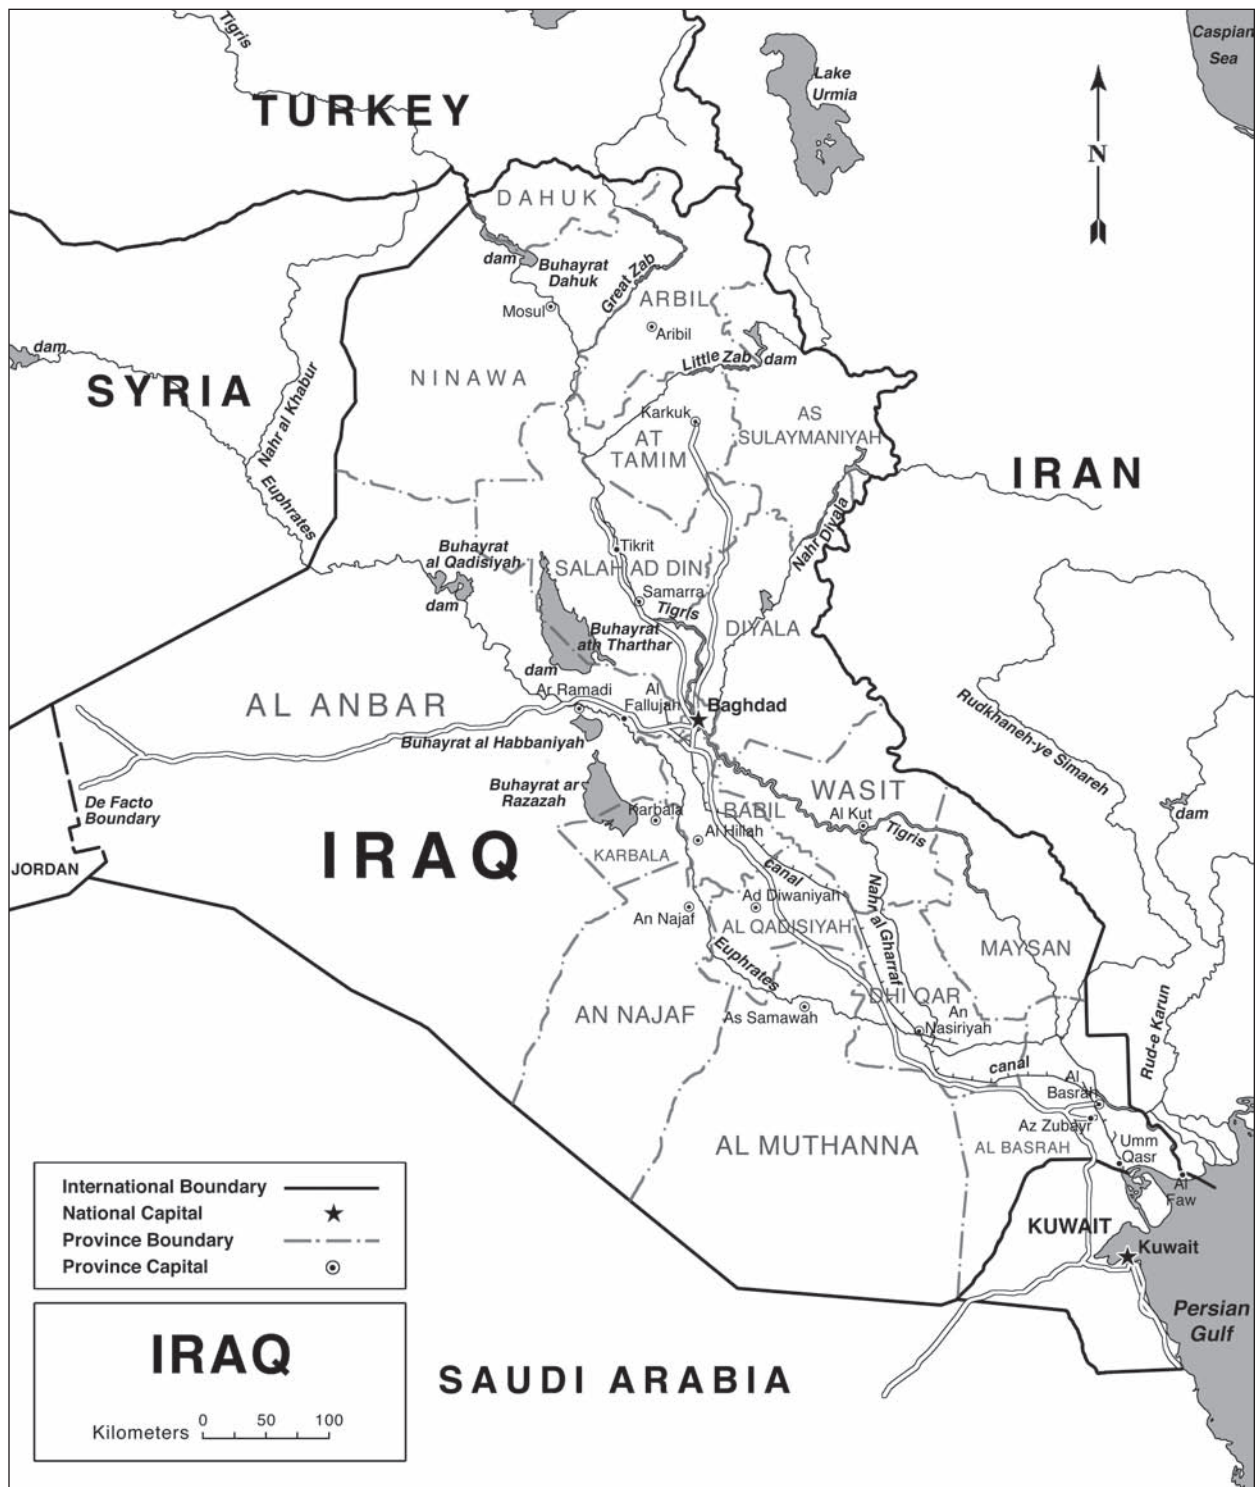 Tigris
Caspian
Sea
Lake
Urmia
TURKEY
N
DAHUK
dam
Buhayrat
Dahuk
Great Zab
Mosul
ARBIL
Aribil
dam
Little Zab
dam
SYRIA
Nahr al Khabur
NINAWA
Karkuk
AS
SULAYMANIYAH
AT
TAMIM
IRAN
Euphrates
Nahr Diyala
Buhayrat
al Qadisiyah
Tikrit
SALAH AD DIN
dam
Samarra
Tigris
Buhayrat
ath Tharthar
DIYALA
dam
Ar Ramadi
Al
Fallujah
AL ANBAR
Baghdad
Rudkhaneh-ye Simareh
Buhayrat al Habbaniyah
De Facto
Boundary
Buhayrat ar
Razazah
WASIT
Karbala
BABIL
Al Kut
Tigris
dam
IRAQ
Al Hillah
JORDAN
KARBALA
canal
Nahr al Gharraf
Ad Diwaniyah
An Najaf
AL QADISIYAH
MAYSAN
Euphrates
DHI QAR
AN NAJAF
As Samawah
An
Nasiriyah
Rud-e Karun
canal
Al
Basrah
Az Zubayr
AL MUTHANNA
AL BASRAH
Umm
Qasr
Al
Faw
International Boundary
National Capital
Province Boundary
Province Capital
KUWAIT
Kuwait
Persian
Gulf
IRAQ
SAUDI ARABIA
Kilometers
0 50 100